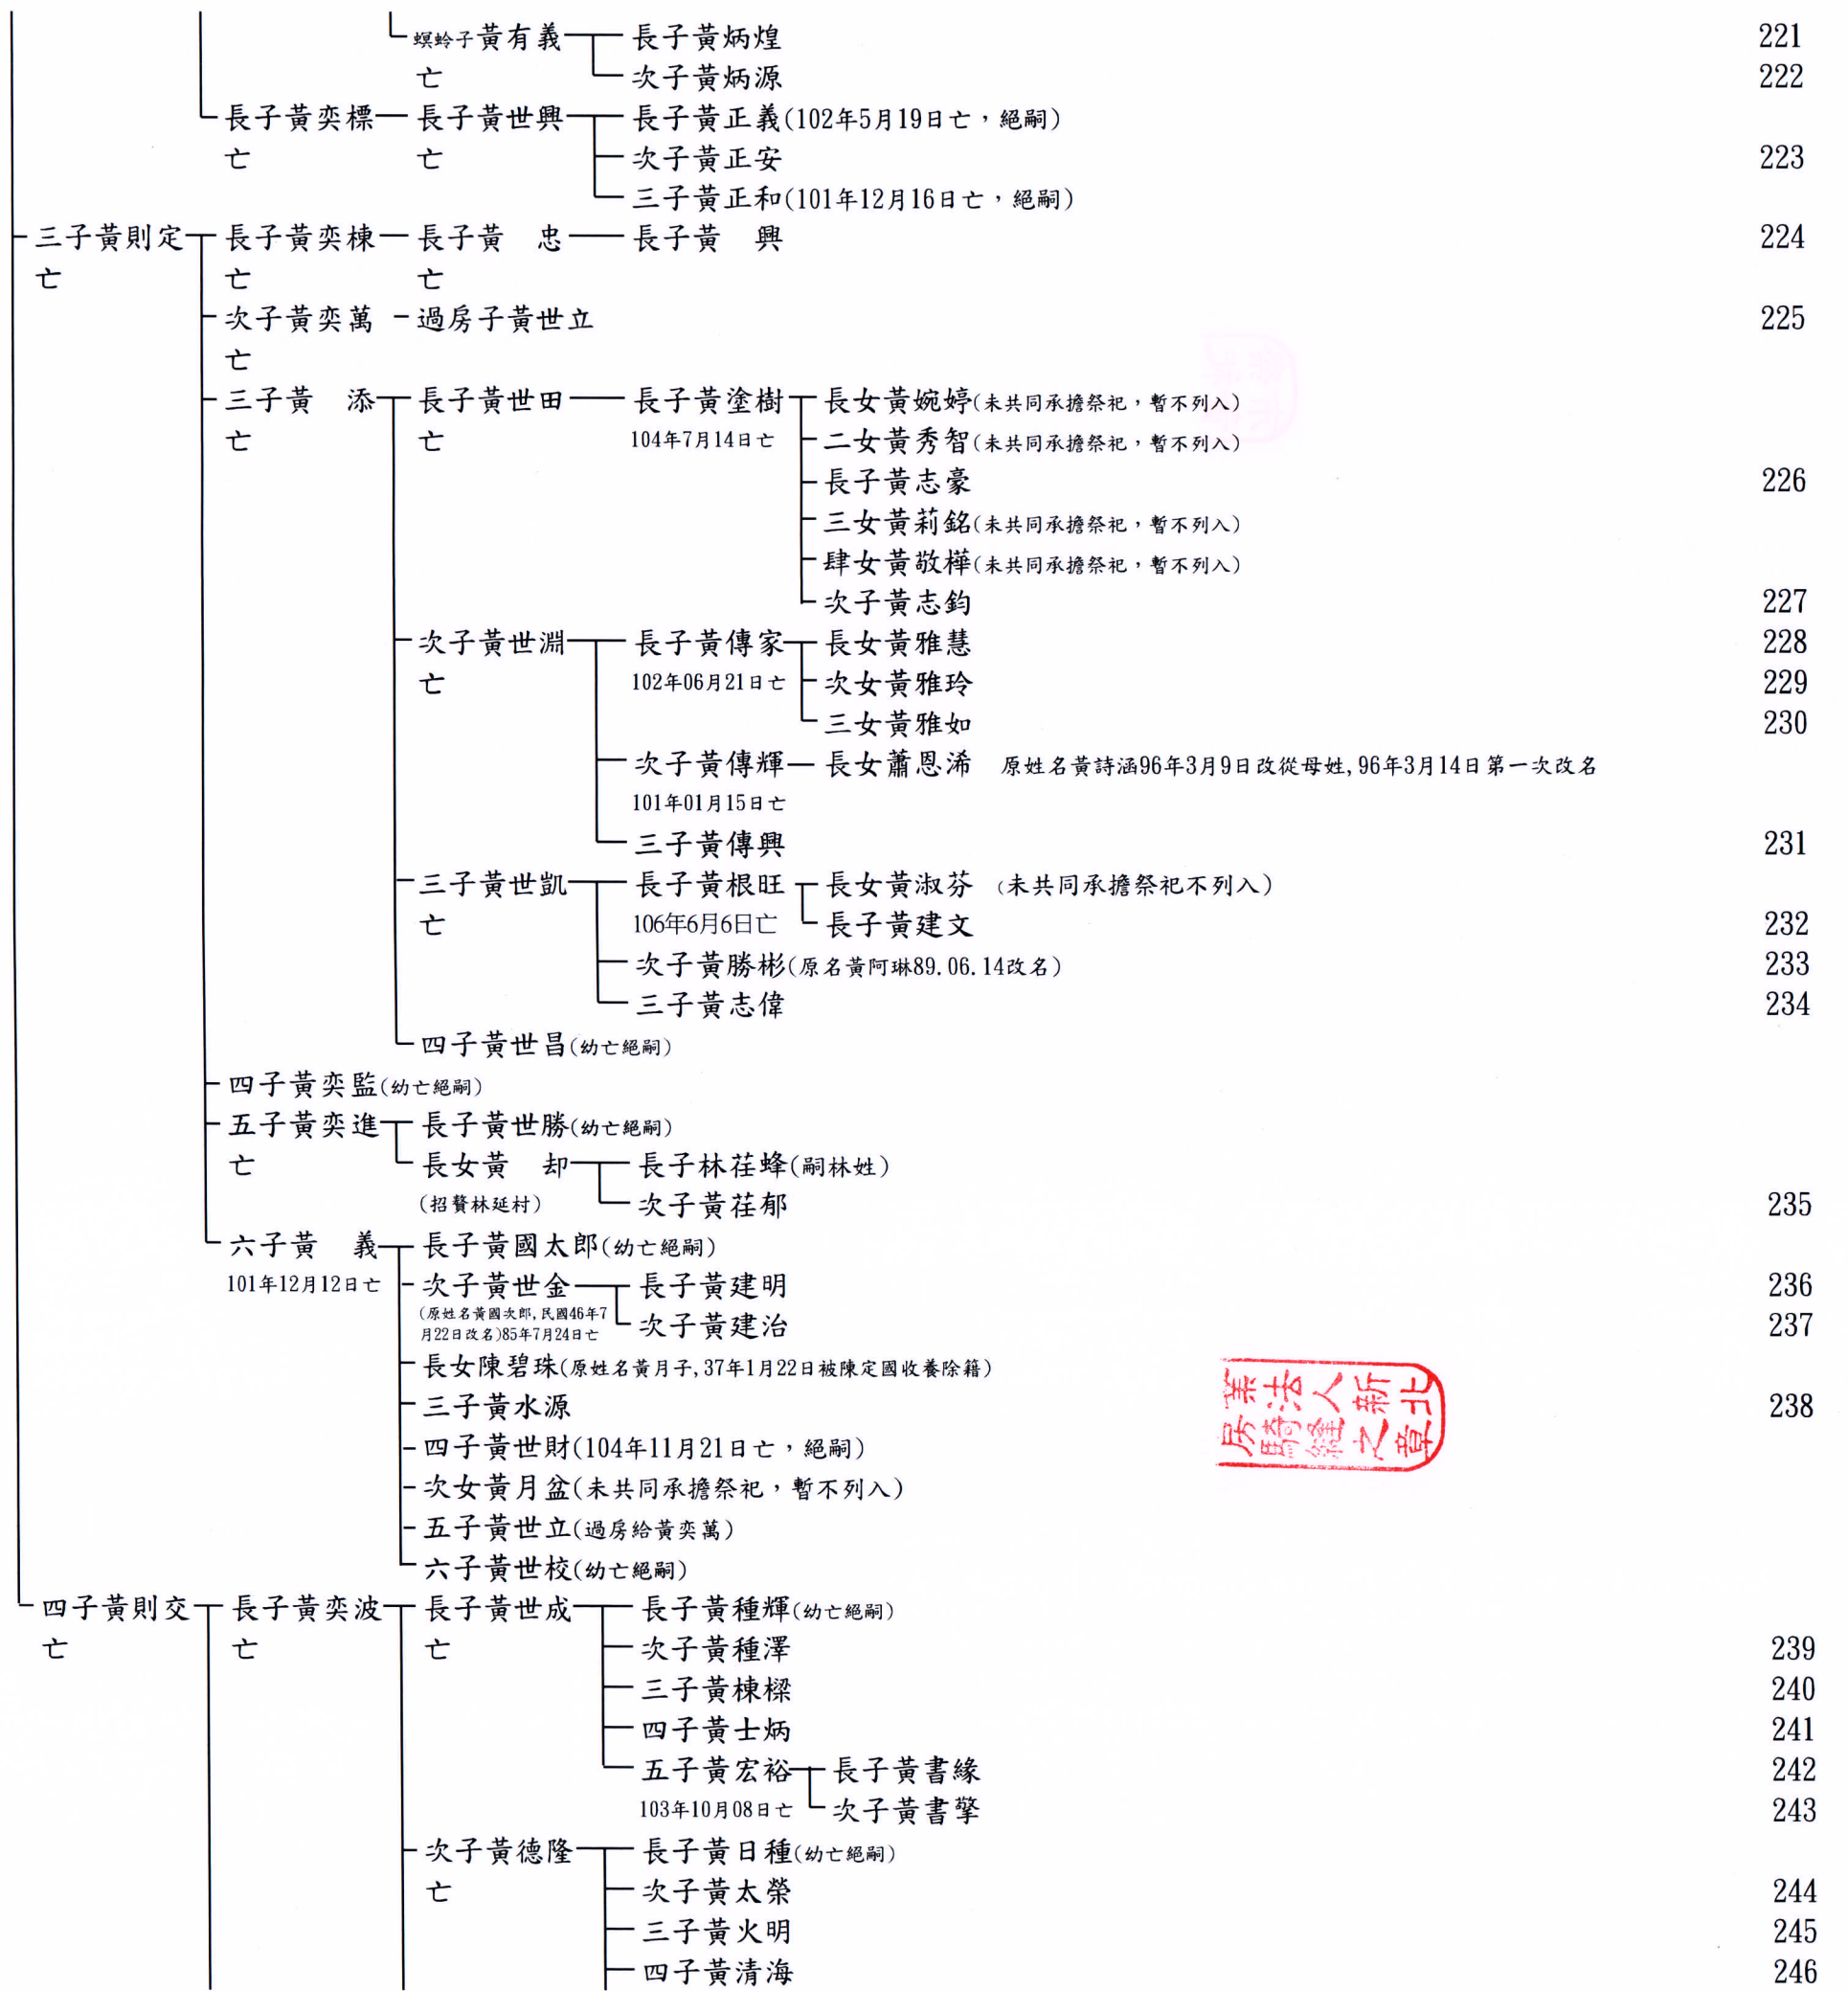 螟蛉子黃有義 長子黃炳煌 221
亡 次子黃炳源 222
長子黃奕標 長子黃世興 長子黃正義(102年5月19日亡，絕嗣)
亡 亡 次子黃正安 223
三子黃正和(101年12月16日亡，絕嗣)
三子黃則定 長子黃奕棟 長子黃　忠 長子黃　興 224
亡 亡 亡
次子黃奕萬 過房子黃世立 225
亡
三子黃　添 長子黃世田 長子黃塗樹 長女黃婉婷(未共同承擔祭祀，暫不列入)
亡 亡 104年7月14日亡 二女黃秀智(未共同承擔祭祀，暫不列入)
長子黃志豪 226
三女黃莉銘(未共同承擔祭祀，暫不列入)
肆女黃敬樺(未共同承擔祭祀，暫不列入)
次子黃志鈞 227
次子黃世淵 長子黃傳家 長女黃雅慧 228
亡 102年06月21日亡 次女黃雅玲 229
三女黃雅如 230
次子黃傳輝 長女蕭恩浠 原姓名黃詩涵96年3月9日改從母姓,96年3月14日第一次改名
101年01月15日亡
三子黃傳興 231
三子黃世凱 長子黃根旺 長女黃淑芬 (未共同承擔祭祀不列入)
亡 106年6月6日亡 長子黃建文 232
次子黃勝彬(原名黃阿琳89.06.14改名) 233
三子黃志偉 234
四子黃世昌(幼亡絕嗣)
四子黃奕監(幼亡絕嗣)
五子黃奕進 長子黃世勝(幼亡絕嗣)
亡 長女黃　却 長子林荏蜂(嗣林姓)
(招贅林延村) 次子黃荏郁 235
六子黃　義 長子黃國太郎(幼亡絕嗣)
101年12月12日亡 次子黃世金 長子黃建明 236
(原姓名黃國次郎,民國46年7
月22日改名)85年7月24日亡 次子黃建治 237
長女陳碧珠(原姓名黃月子,37年1月22日被陳定國收養除籍)
三子黃水源 238
四子黃世財(104年11月21日亡，絕嗣)
次女黃月盆(未共同承擔祭祀，暫不列入)
五子黃世立(過房給黃奕萬)
六子黃世校(幼亡絕嗣)
四子黃則交 長子黃奕波 長子黃世成 長子黃種輝(幼亡絕嗣)
亡 亡 亡 次子黃種澤 239
三子黃棟樑 240
四子黃士炳 241
五子黃宏裕 長子黃書緣 242
103年10月08日亡 次子黃書擎 243
次子黃德隆 長子黃日種(幼亡絕嗣)
亡 次子黃太榮 244
三子黃火明 245
四子黃清海 246
北新人法
章之縫騎房